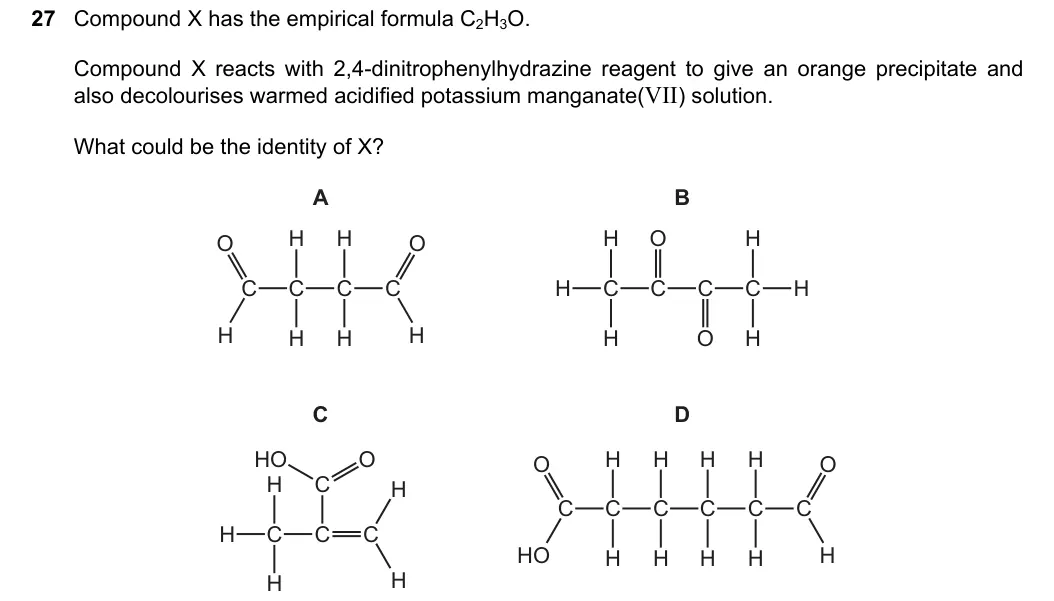 27 Compound X has the empirical formula C₂H₃O.
Compound X reacts with 2,4-dinitrophenylhydrazine reagent to give an orange precipitate and
also decolourises warmed acidified potassium manganate(VII) solution.
What could be the identity of X?
A B
O H H O H O H
C C C C H C C C C H
H H H H H O H
C D
HO O O H H H H O
H C H C C C C C C
H C C C HO H H H H H
H H